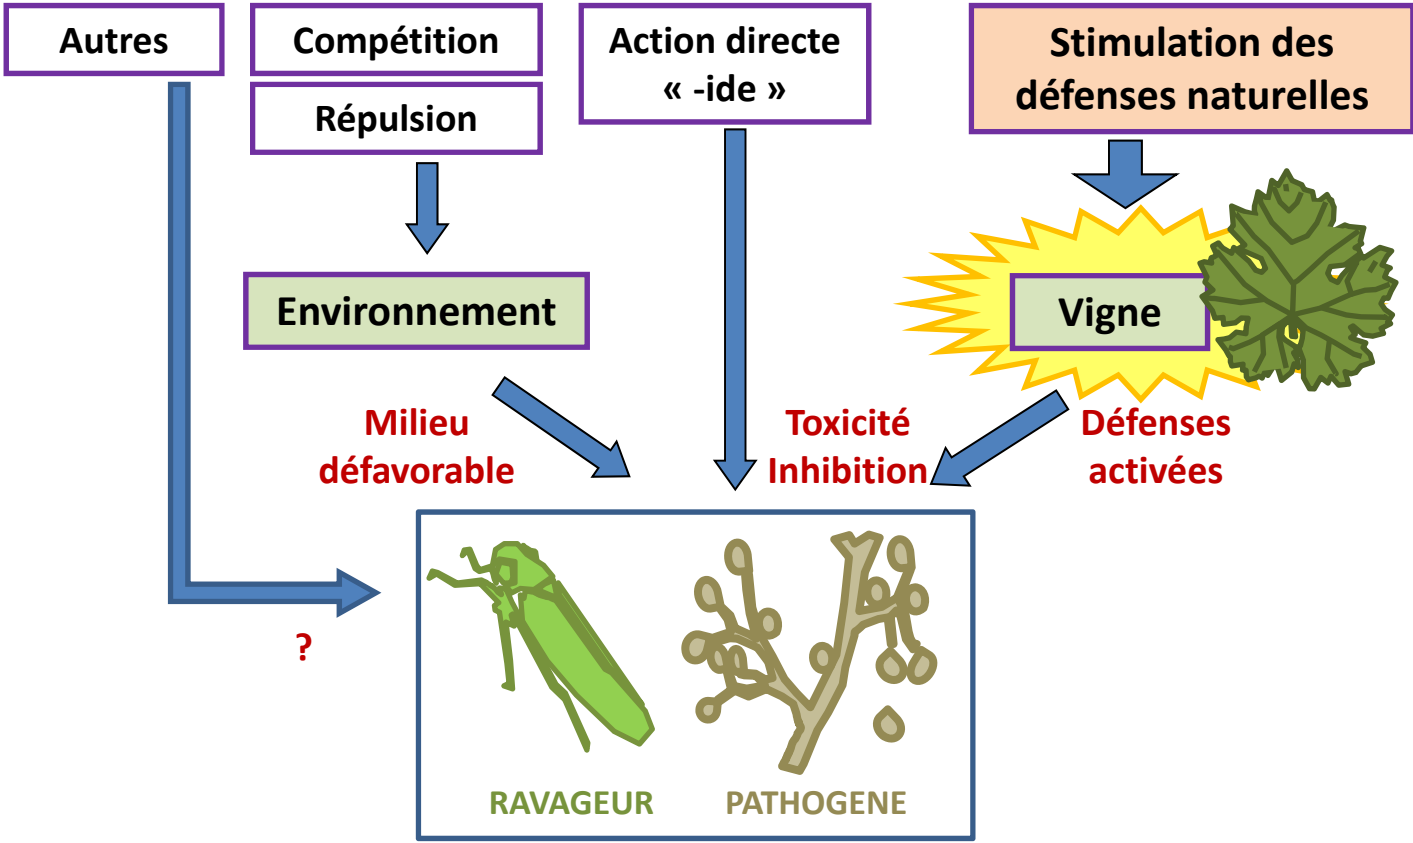 Autres
Compétition
Répulsion
Action directe
« -ide »
Stimulation des
défenses naturelles
Environnement
Vigne
Milieu
défavorable
Toxicité
Inhibition
Défenses
activées
?
RAVAGEUR
PATHOGENE